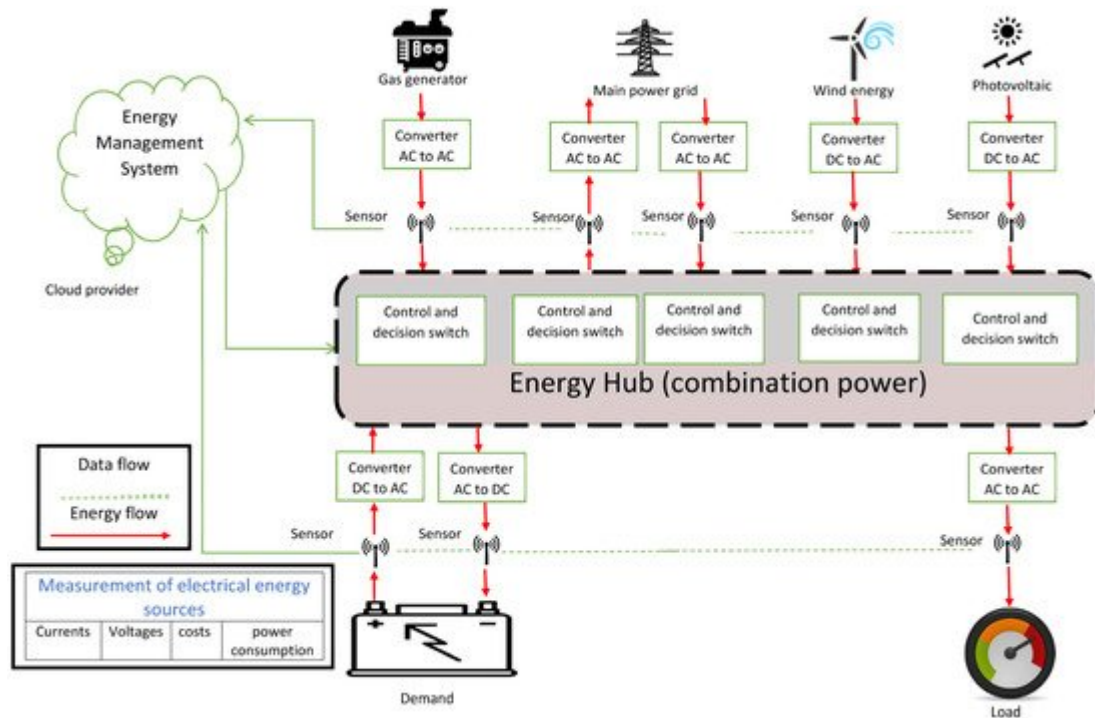 Gas generator
Main power grid
Wind energy
Photovoltaic
Energy
Management
System
Converter
AC to AC
Converter
AC to AC
Converter
AC to AC
Converter
DC to AC
Converter
DC to AC
Sensor
Sensor
Sensor
Sensor
Sensor
Cloud provider
Control and
decision switch
Control and
decision switch
Control and
decision switch
Control and
decision switch
Control and
decision switch
Energy Hub (combination power)
Data flow
Energy flow
Converter
DC to AC
Converter
AC to DC
Converter
AC to AC
Sensor
Sensor
Sensor
Measurement of electrical energy
sources
Currents
Voltages
costs
power
consumption
+
−
Demand
Load